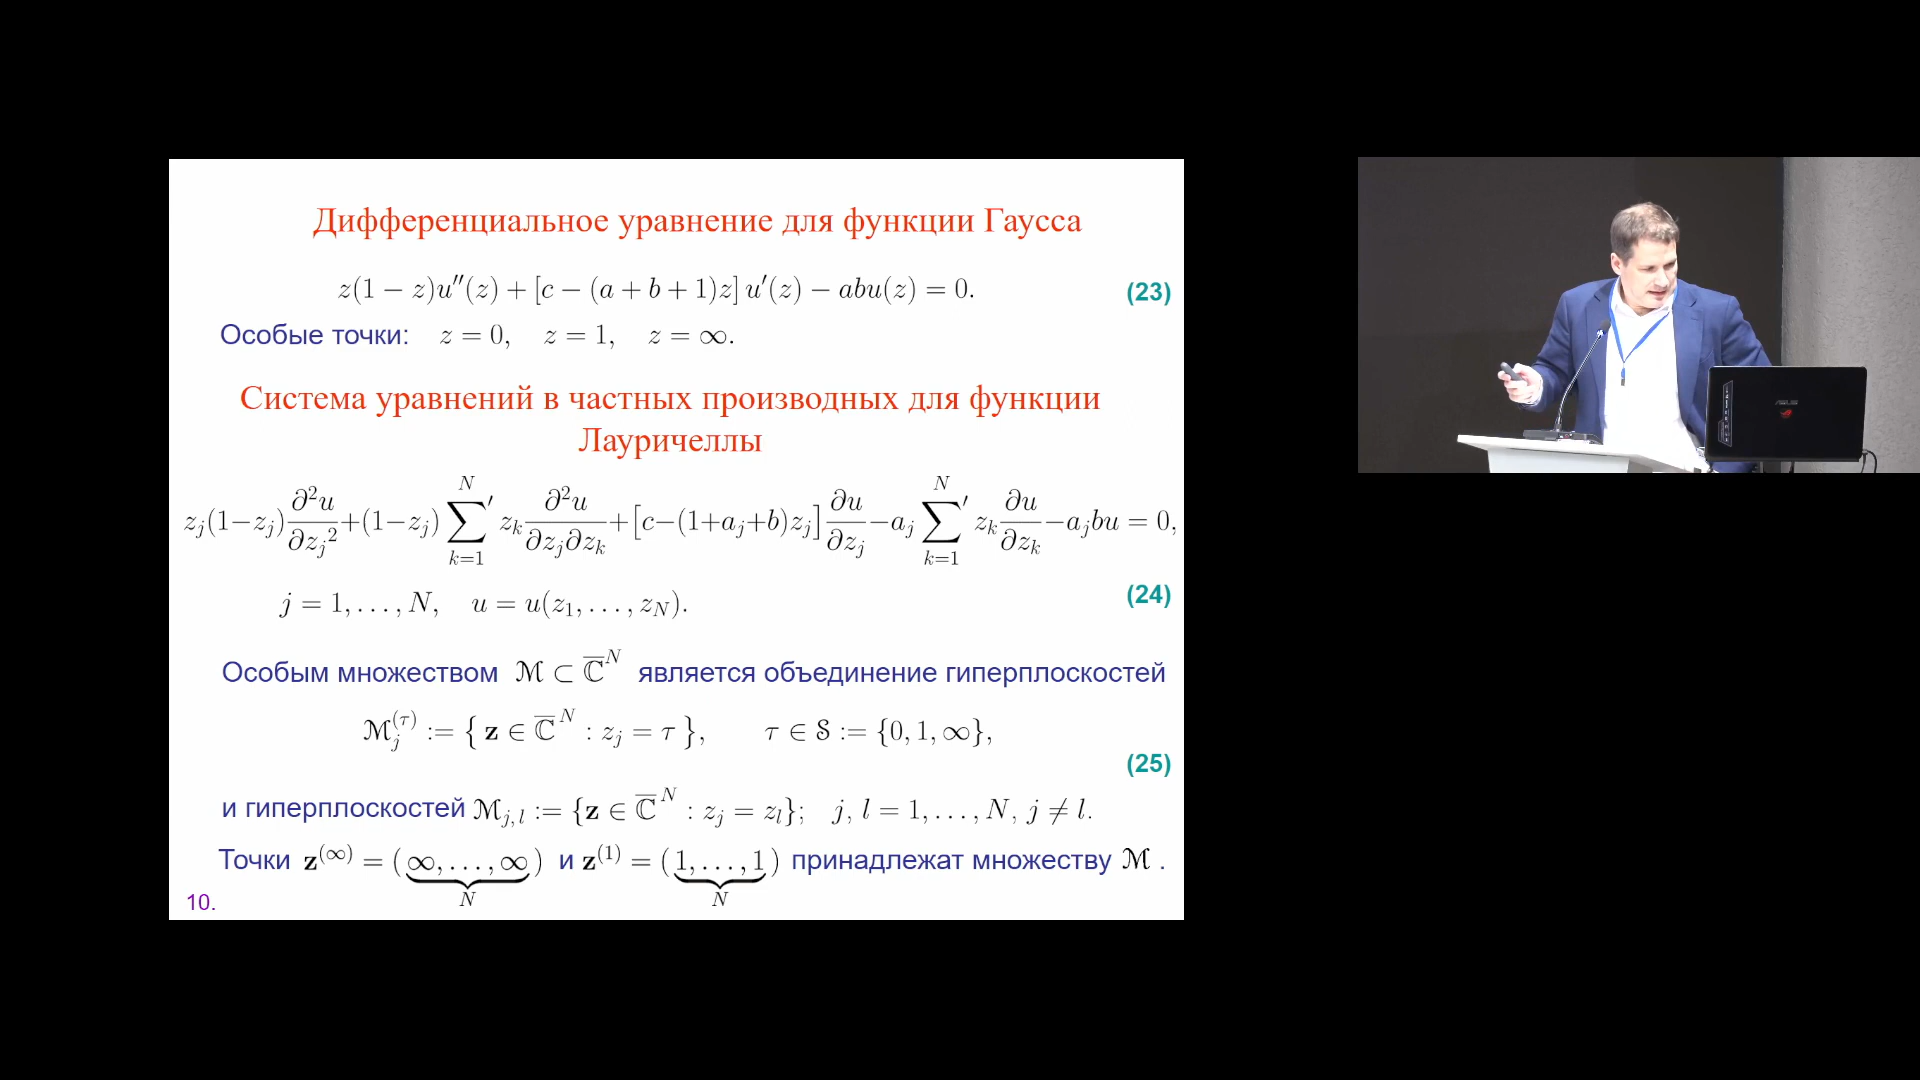 Дифференциальное уравнение для функции Гаусса
z(1 − z)u″(z) + [c − (a + b + 1)z] u′(z) − abu(z) = 0. (23)
Особые точки: z = 0, z = 1, z = ∞.
Система уравнений в частных производных для функции
Лауричеллы
z_j(1−z_j) ∂²u/∂z_j² + (1−z_j) ∑′_{k=1}^{N} z_k ∂²u/∂z_j∂z_k + [c−(1+a_j+b)z_j] ∂u/∂z_j − a_j ∑′_{k=1}^{N} z_k ∂u/∂z_k − a_j bu = 0,
j = 1, . . . , N, u = u(z_1, . . . , z_N). (24)
Особым множеством ℳ ⊂ ℂ̅^N является объединение гиперплоскостей
ℳ_j^{(τ)} := { z ∈ ℂ̅^N : z_j = τ }, τ ∈ 𝒮 := {0, 1, ∞},
(25)
и гиперплоскостей ℳ_{j, l} := {z ∈ ℂ̅^N : z_j = z_l}; j, l = 1, . . . , N, j ≠ l.
Точки z^{(∞)} = (∞, . . . , ∞) и z^{(1)} = (1, . . . , 1) принадлежат множеству ℳ .
N N
10.
ASUS